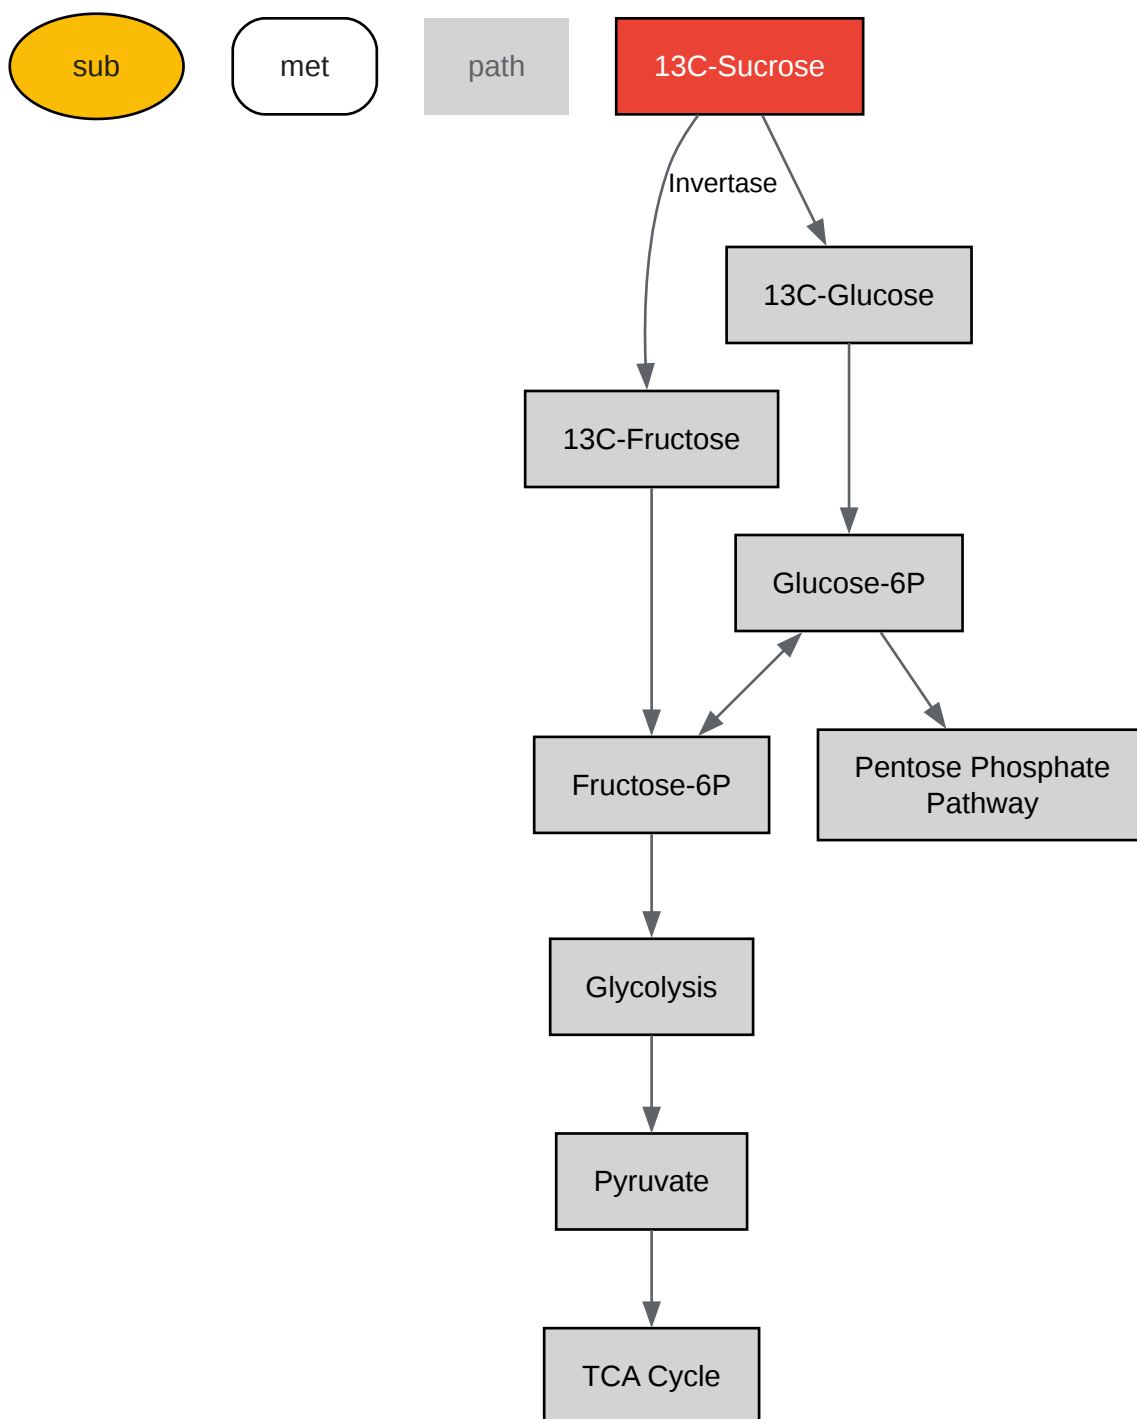 sub
met
path
13C-Sucrose
Invertase
13C-Glucose
13C-Fructose
Glucose-6P
Fructose-6P
Pentose Phosphate
Pathway
Glycolysis
Pyruvate
TCA Cycle